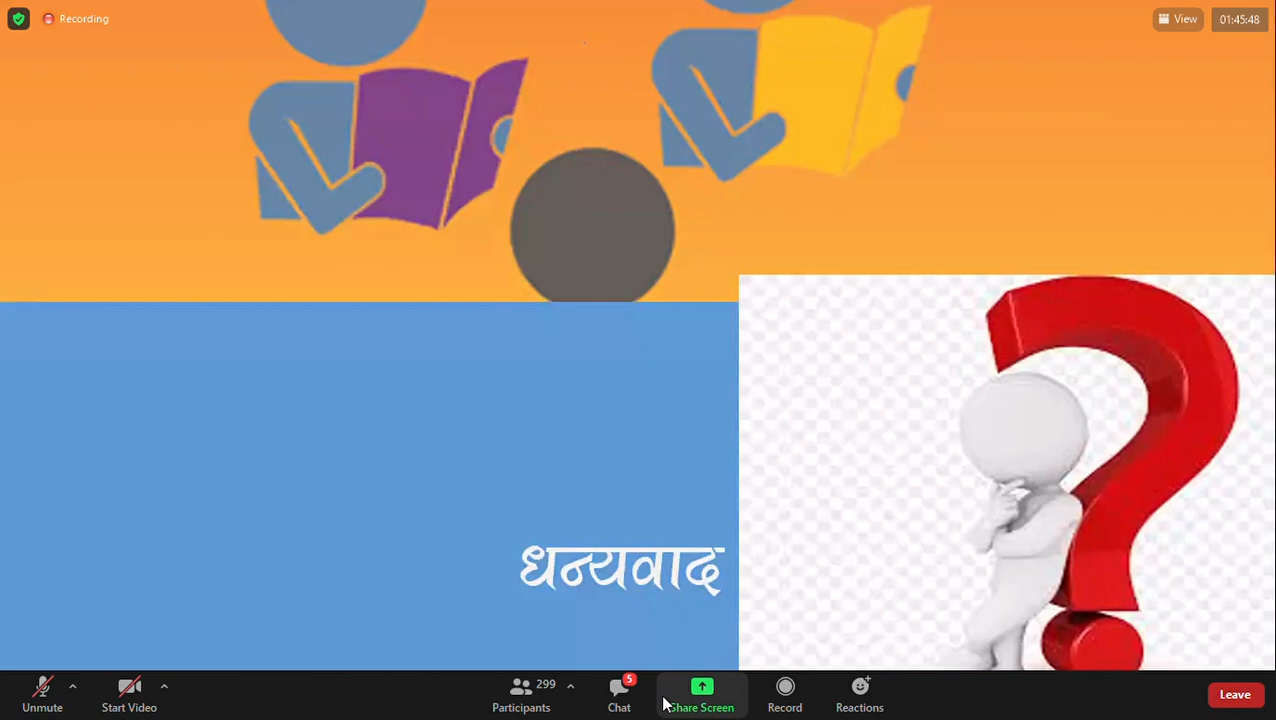 Recording
View
01:45:48
धन्यवाद
Unmute
Start Video
299
Participants
5
Chat
Share Screen
Record
Reactions
Leave